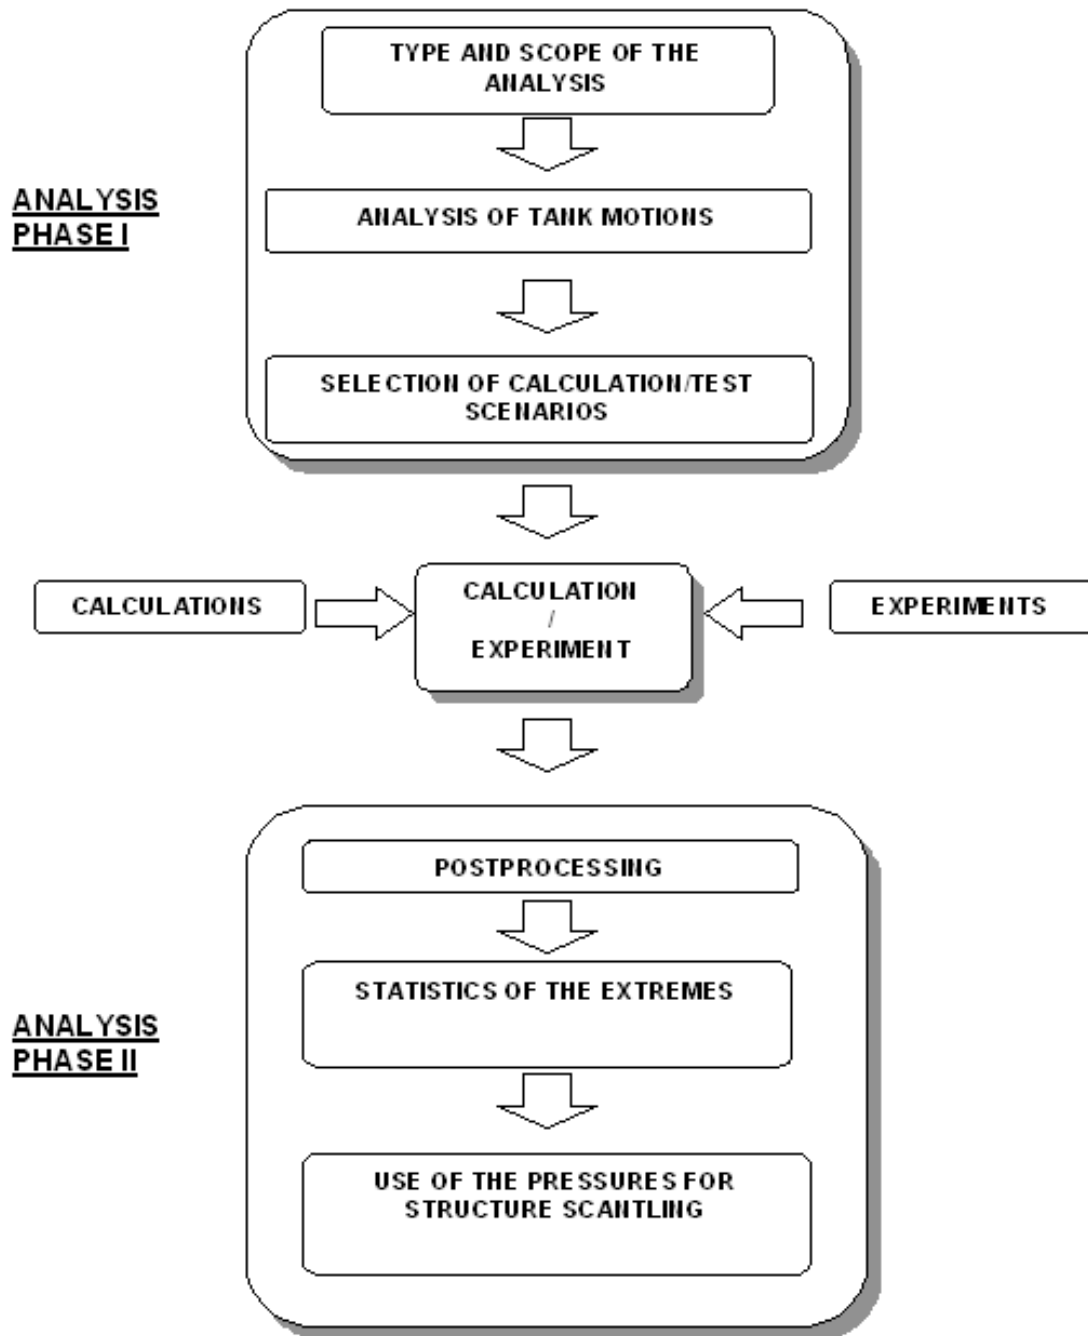 TYPE AND SCOPE OF THE
ANALYSIS
ANALYSIS
PHASE I
ANALYSIS OF TANK MOTIONS
SELECTION OF CALCULATION/TEST
SCENARIOS
CALCULATIONS
CALCULATION
/
EXPERIMENT
EXPERIMENTS
POSTPROCESSING
STATISTICS OF THE EXTREMES
ANALYSIS
PHASE II
USE OF THE PRESSURES FOR
STRUCTURE SCANTLING